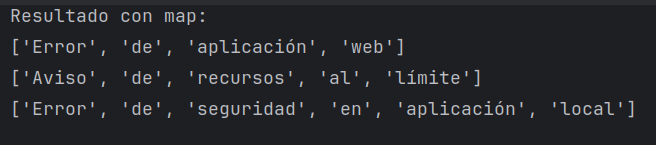 Resultado con map:
['Error', 'de', 'aplicación', 'web']
['Aviso', 'de', 'recursos', 'al', 'límite']
['Error', 'de', 'seguridad', 'en', 'aplicación', 'local']